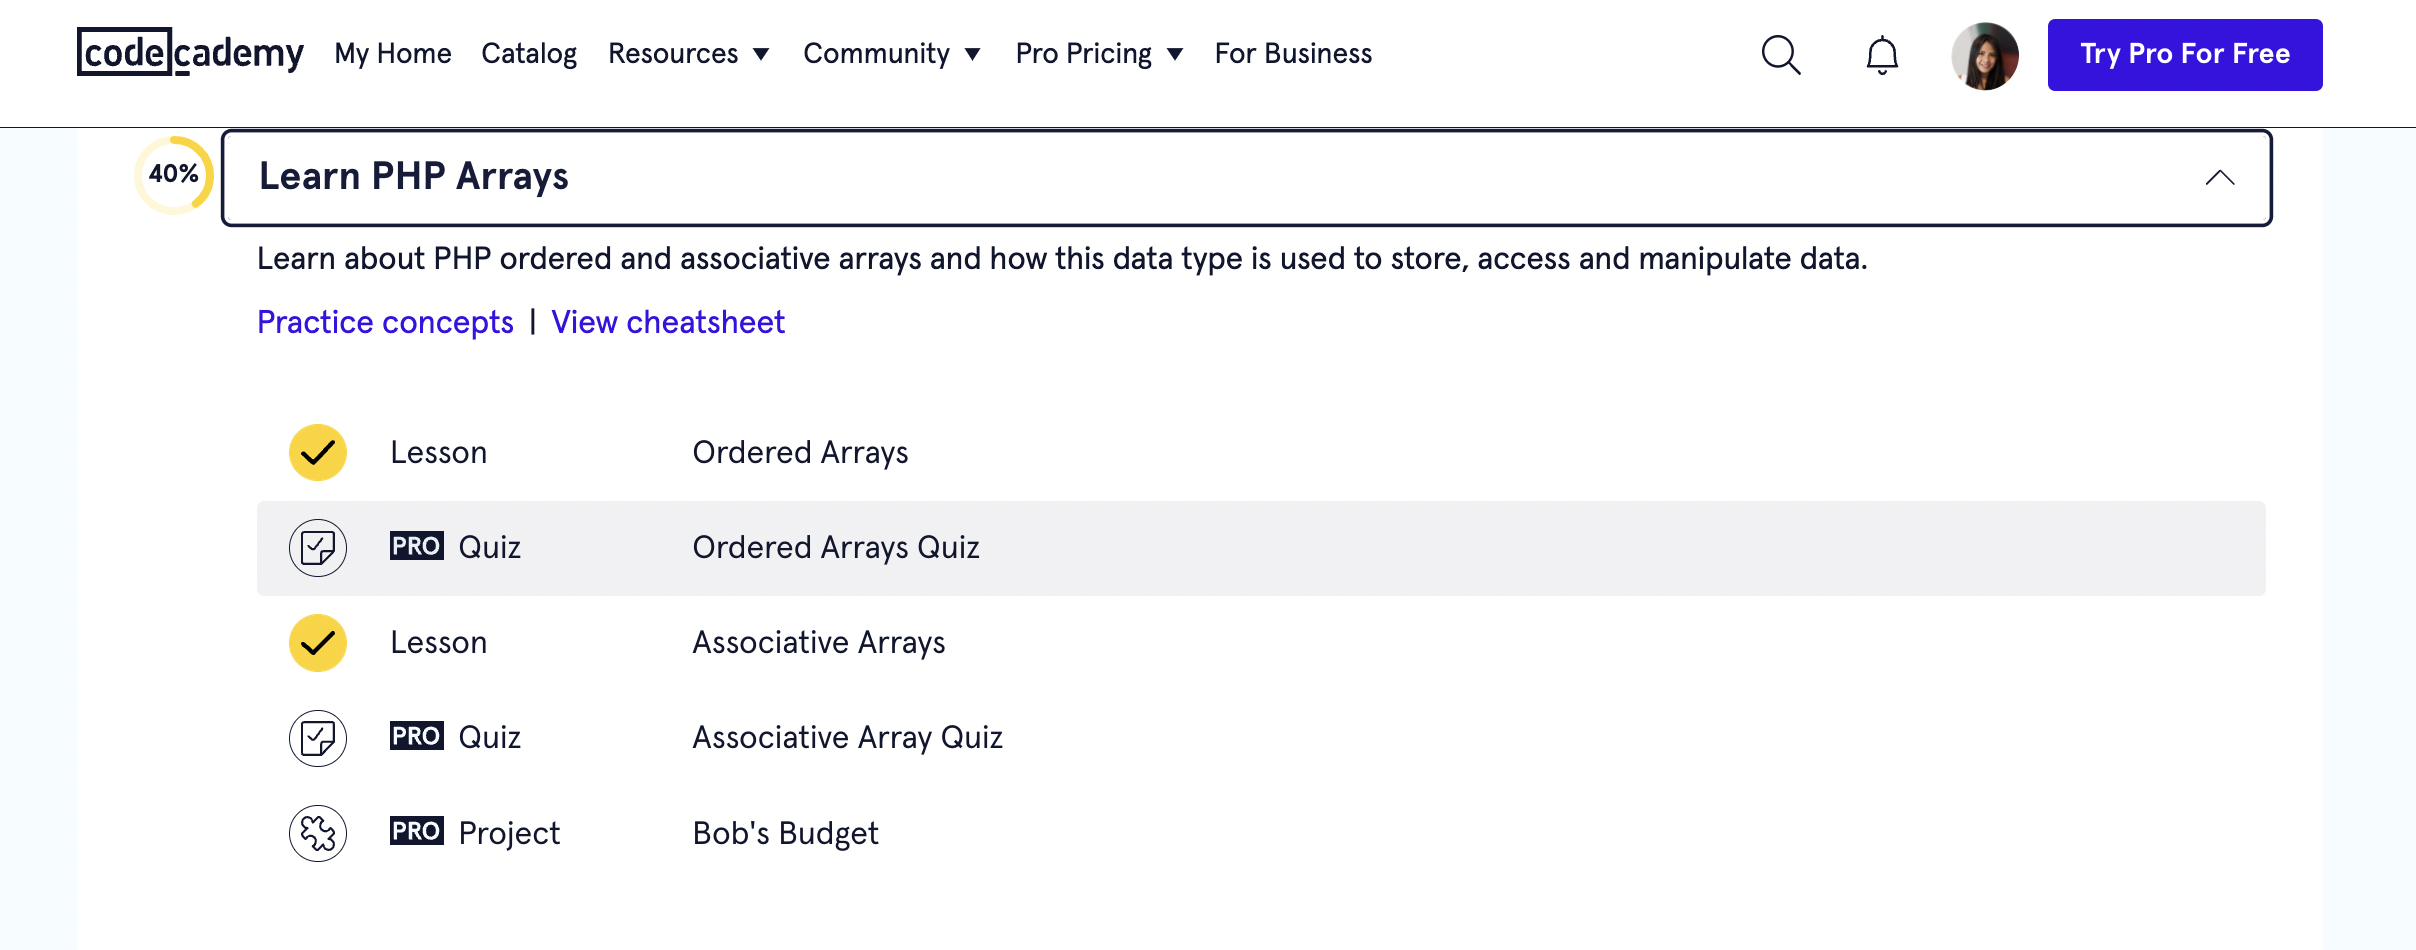 codecademy My Home Catalog Resources Community Pro Pricing For Business Try Pro For Free
40% Learn PHP Arrays
Learn about PHP ordered and associative arrays and how this data type is used to store, access and manipulate data.
Practice concepts | View cheatsheet
Lesson Ordered Arrays
PRO Quiz Ordered Arrays Quiz
Lesson Associative Arrays
PRO Quiz Associative Array Quiz
PRO Project Bob's Budget